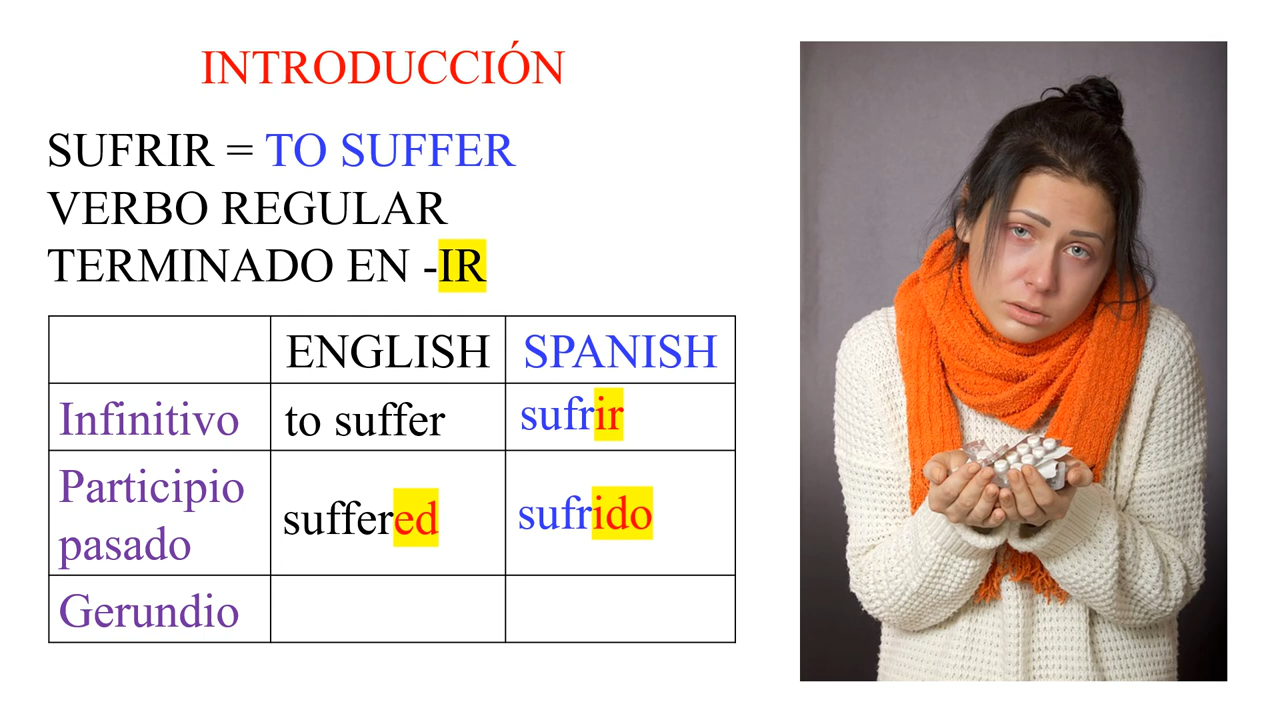 INTRODUCCIÓN
SUFRIR = TO SUFFER
VERBO REGULAR
TERMINADO EN -IR
ENGLISH SPANISH
Infinitivo to suffer sufrir
Participio
pasado suffered sufrido
Gerundio